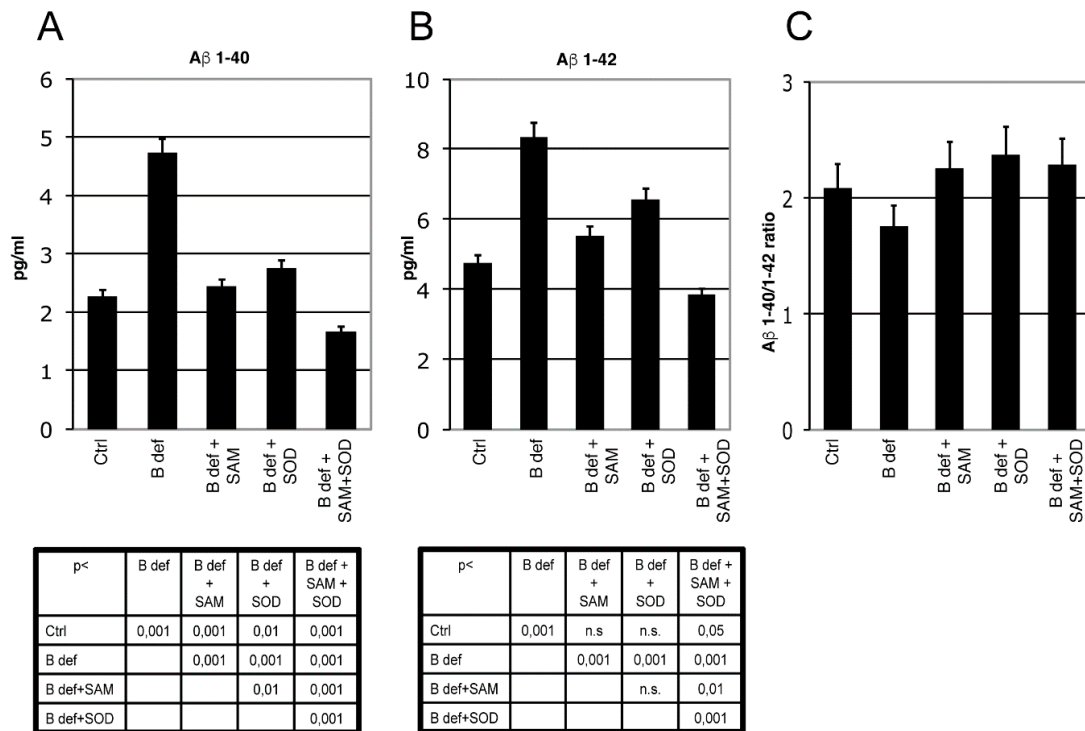 A
B
C
Aβ 1-40
Aβ 1-42
6
5
4
3
2
1
0
pg/ml
Ctrl
B def
B def +
SAM
B def +
SOD
B def +
SAM+SOD
10
8
6
4
2
0
pg/ml
Ctrl
B def
B def +
SAM
B def +
SOD
B def +
SAM+SOD
3
2
1
0
Aβ 1-40/1-42 ratio
Ctrl
B def
B def +
SAM
B def +
SOD
B def +
SAM+SOD
p< B def B def + SAM B def + SOD B def + SAM + SOD
Ctrl 0,001 0,001 0,01 0,001
B def 0,001 0,001 0,001
B def+SAM 0,01 0,001
B def+SOD 0,001
p< B def B def + SAM B def + SOD B def + SAM + SOD
Ctrl 0,001 n.s n.s. 0,05
B def 0,001 0,001 0,001
B def+SAM n.s. 0,01
B def+SOD 0,001